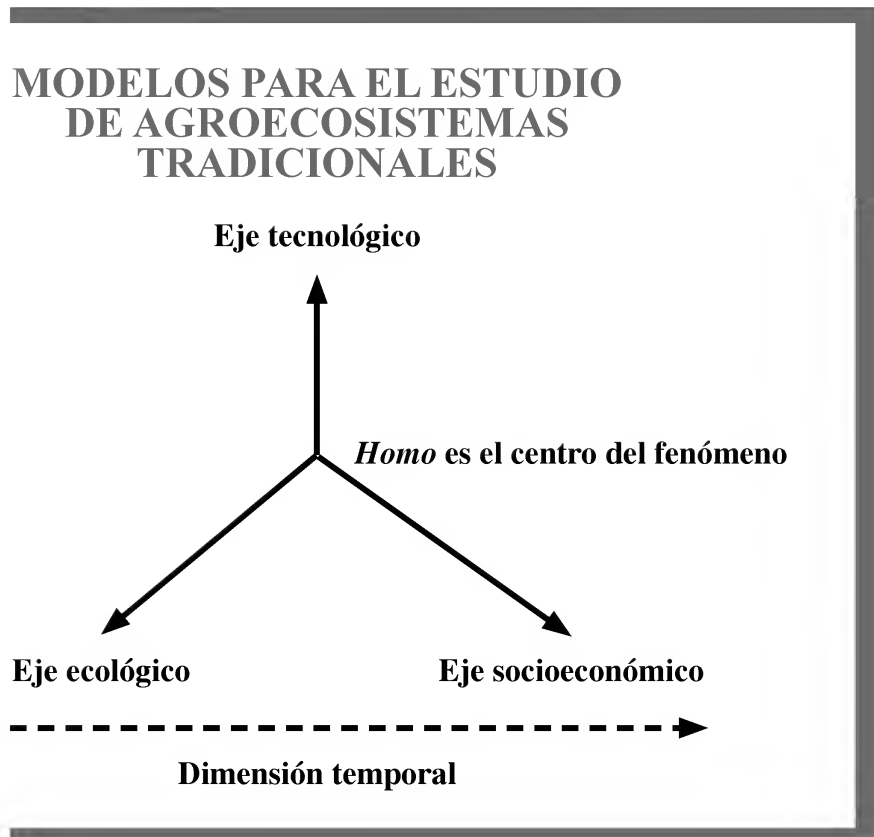 MODELOS PARA EL ESTUDIO
DE AGROECOSISTEMAS
TRADICIONALES
Eje tecnológico
Homo es el centro del fenómeno
Eje ecológico
Eje socioeconómico
Dimensión temporal